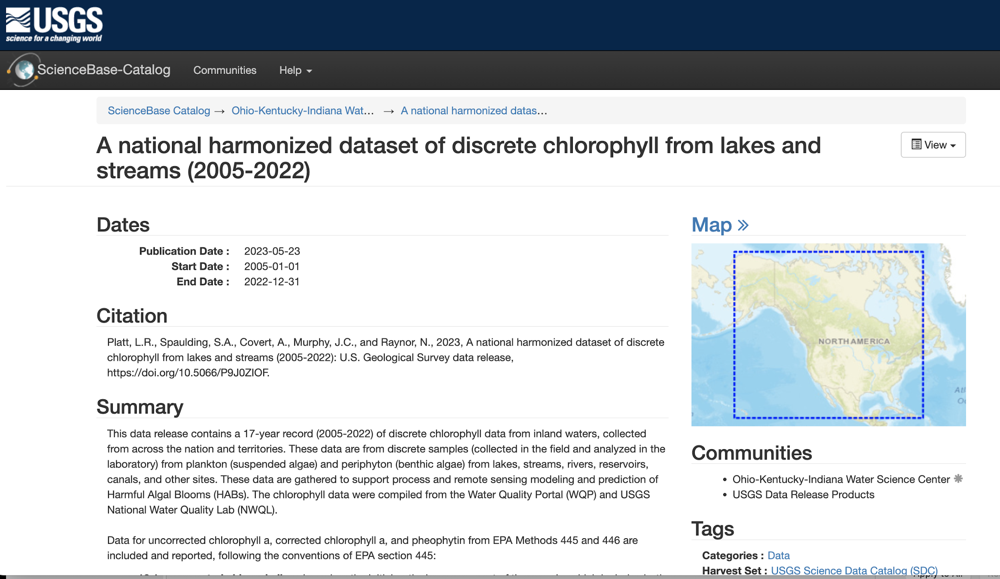 USGS
science for a changing world
ScienceBase-Catalog Communities Help
ScienceBase Catalog → Ohio-Kentucky-Indiana Wat... → A national harmonized datas...
A national harmonized dataset of discrete chlorophyll from lakes and
streams (2005-2022)
View
Dates
Publication Date : 2023-05-23
Start Date : 2005-01-01
End Date : 2022-12-31
Citation
Platt, L.R., Spaulding, S.A., Covert, A., Murphy, J.C., and Raynor, N., 2023, A national harmonized dataset of discrete
chlorophyll from lakes and streams (2005-2022): U.S. Geological Survey data release,
https://doi.org/10.5066/P9J0ZIOF.
Summary
This data release contains a 17-year record (2005-2022) of discrete chlorophyll data from inland waters, collected
from across the nation and territories. These data are from discrete samples (collected in the field and analyzed in the
laboratory) from plankton (suspended algae) and periphyton (benthic algae) from lakes, streams, rivers, reservoirs,
canals, and other sites. These data are gathered to support process and remote sensing modeling and prediction of
Harmful Algal Blooms (HABs). The chlorophyll data were compiled from the Water Quality Portal (WQP) and USGS
National Water Quality Lab (NWQL).
Data for uncorrected chlorophyll a, corrected chlorophyll a, and pheophytin from EPA Methods 445 and 446 are
included and reported, following the conventions of EPA section 445:
Map »
NORTH AMERICA
Communities
• Ohio-Kentucky-Indiana Water Science Center
• USGS Data Release Products
Tags
Categories : Data
Harvest Set : USGS Science Data Catalog (SDC)